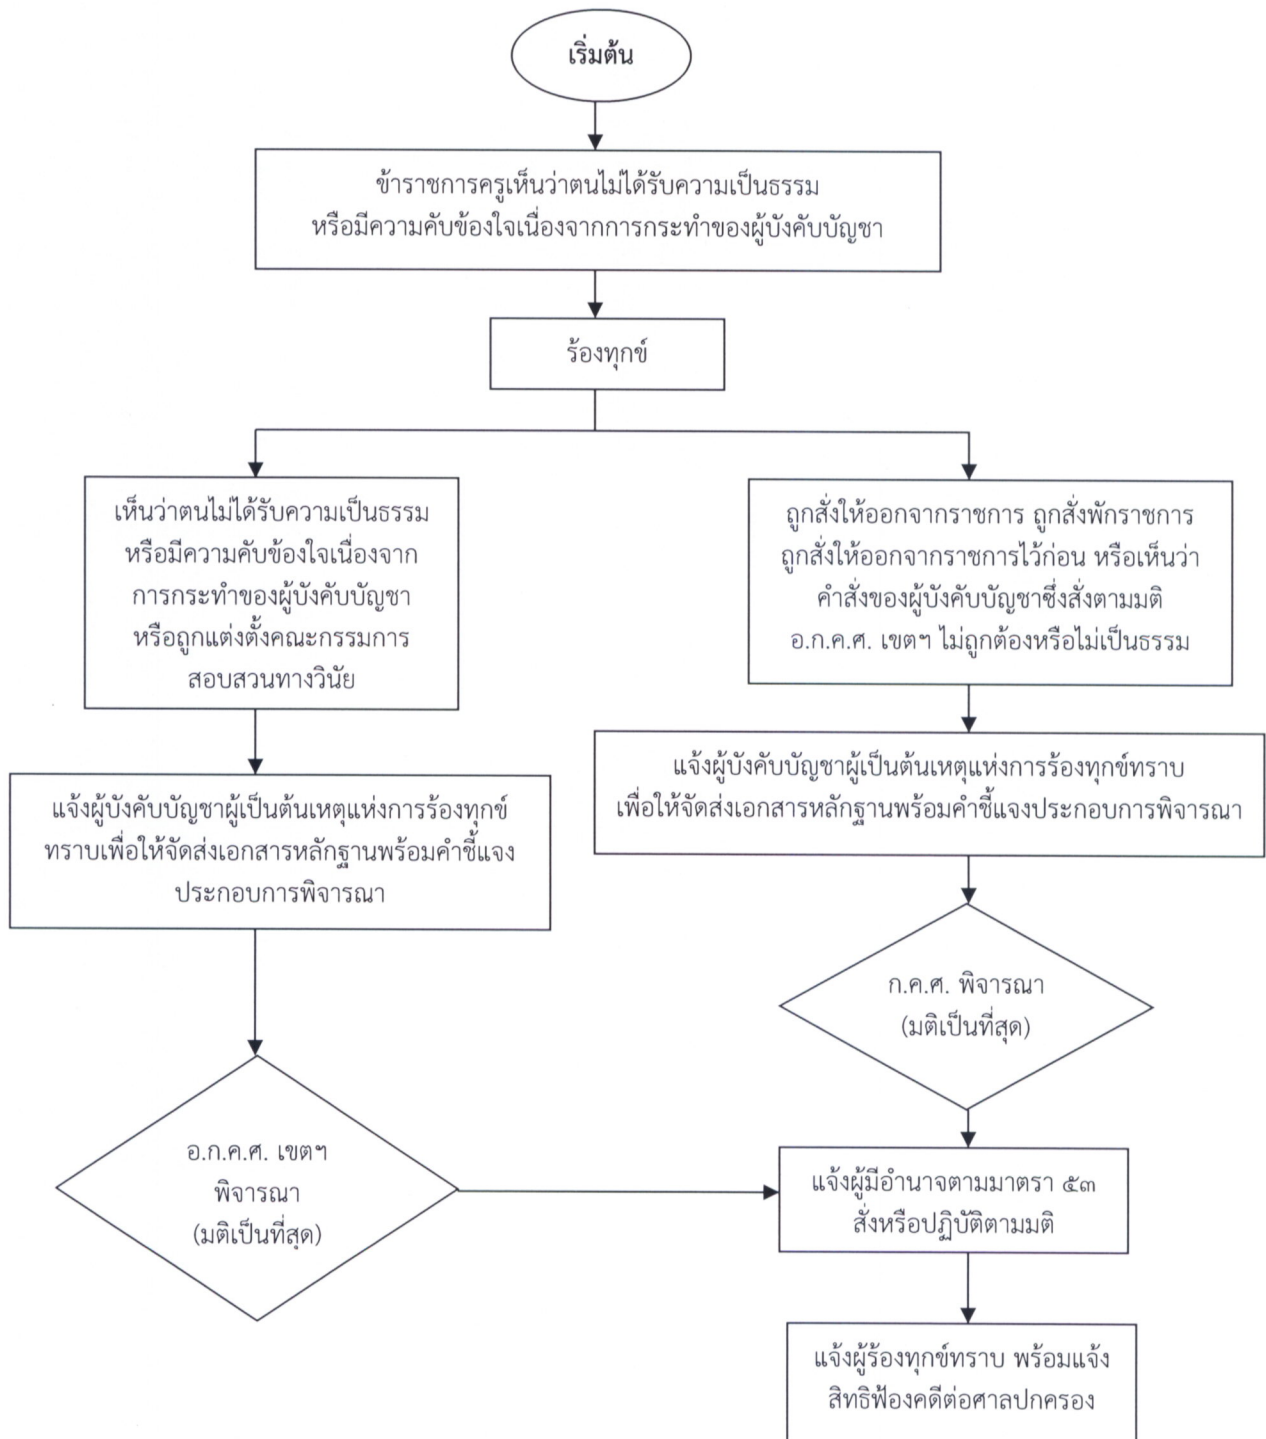 เริ่มต้น
ข้าราชการครูเห็นว่าตนไม่ได้รับความเป็นธรรม
หรือมีความคับข้องใจเนื่องจากการกระทำของผู้บังคับบัญชา
ร้องทุกข์
เห็นว่าตนไม่ได้รับความเป็นธรรม
หรือมีความคับข้องใจเนื่องจาก
การกระทำของผู้บังคับบัญชา
หรือถูกแต่งตั้งคณะกรรมการ
สอบสวนทางวินัย
แจ้งผู้บังคับบัญชาผู้เป็นต้นเหตุแห่งการร้องทุกข์
ทราบเพื่อให้จัดส่งเอกสารหลักฐานพร้อมคำชี้แจง
ประกอบการพิจารณา
อ.ก.ค.ศ. เขตฯ
พิจารณา
(มติเป็นที่สุด)
ถูกสั่งให้ออกจากราชการ ถูกสั่งพักราชการ
ถูกสั่งให้ออกจากราชการไว้ก่อน หรือเห็นว่า
คำสั่งของผู้บังคับบัญชาซึ่งสั่งตามมติ
อ.ก.ค.ศ. เขตฯ ไม่ถูกต้องหรือไม่เป็นธรรม
แจ้งผู้บังคับบัญชาผู้เป็นต้นเหตุแห่งการร้องทุกข์ทราบ
เพื่อให้จัดส่งเอกสารหลักฐานพร้อมคำชี้แจงประกอบการพิจารณา
ก.ค.ศ. พิจารณา
(มติเป็นที่สุด)
แจ้งผู้มีอำนาจตามมาตรา ๕๓
สั่งหรือปฏิบัติตามมติ
แจ้งผู้ร้องทุกข์ทราบ พร้อมแจ้ง
สิทธิฟ้องคดีต่อศาลปกครอง